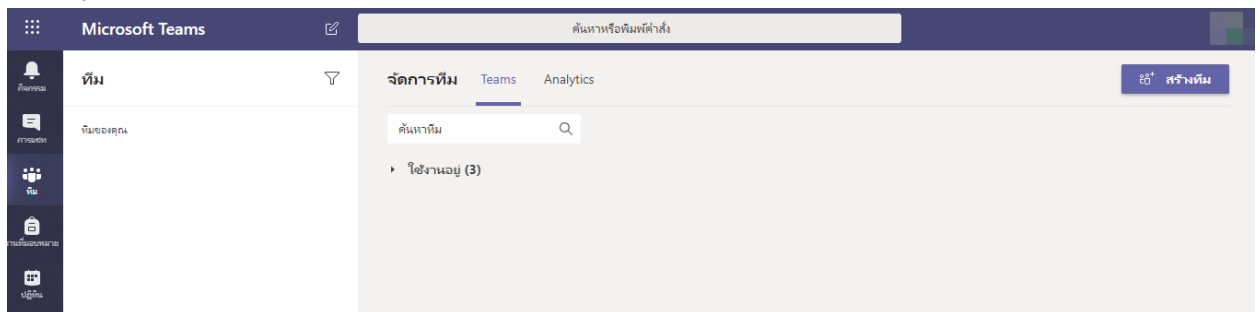 Microsoft Teams
ค้นหาหรือพิมพ์คำสั่ง
กิจกรรม
การแชท
ทีม
งานที่มอบหมาย
ปฏิทิน
ทีม
ทีมของคุณ
จัดการทีม Teams Analytics
สร้างทีม
ค้นหาทีม
ใช้งานอยู่ (3)